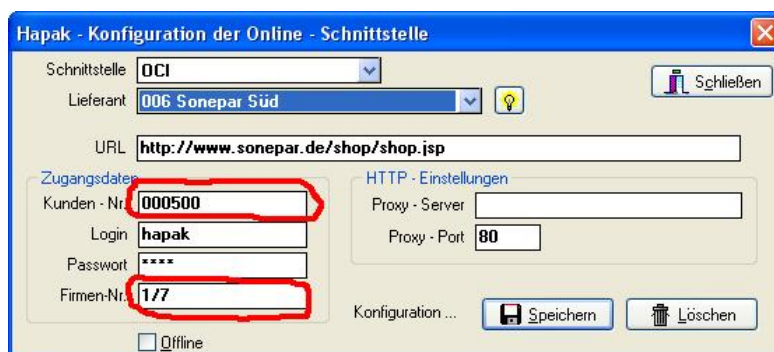 Hapak - Konfiguration der Online - Schnittstelle
Schnittstelle OCI
Schließen
Lieferant 006 Sonepar Süd
URL http://www.sonepar.de/shop/shop.jsp
Zugangsdaten
HTTP - Einstellungen
Kunden - Nr. 000500
Proxy - Server
Login hapak
Proxy - Port 80
Passwort ****
Firmen-Nr. 1/7
Konfiguration ... Speichern Löschen
Offline